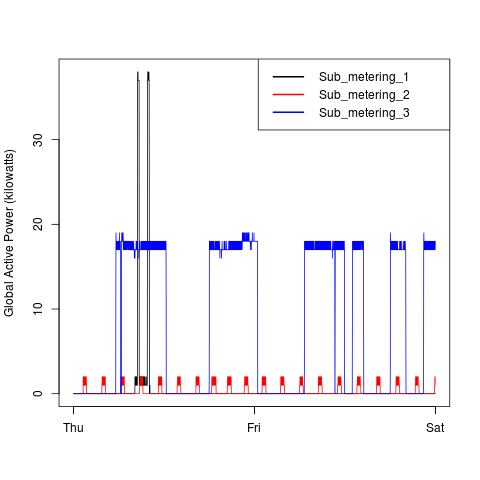 Sub_metering_1
Sub_metering_2
Sub_metering_3
Global Active Power (kilowatts)
30
20
10
0
Thu Fri Sat